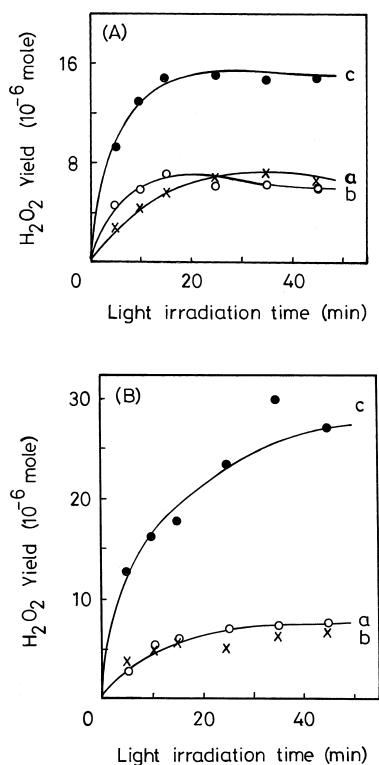 (A)
16
8
c
a
b
H₂O₂ Yield (10⁻⁶ mole)
0 20 40
Light irradiation time (min)
(B)
30
20
10
c
a
b
H₂O₂ Yield (10⁻⁶ mole)
0 20 40
Light irradiation time (min)